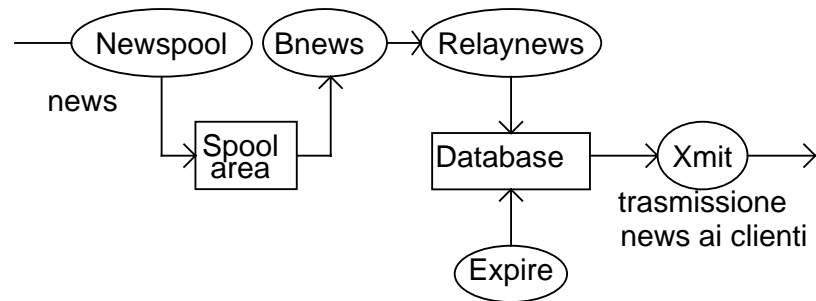 Newspool
Bnews
Relaynews
news
Spool
area
Database
Xmit
trasmissione
news ai clienti
Expire